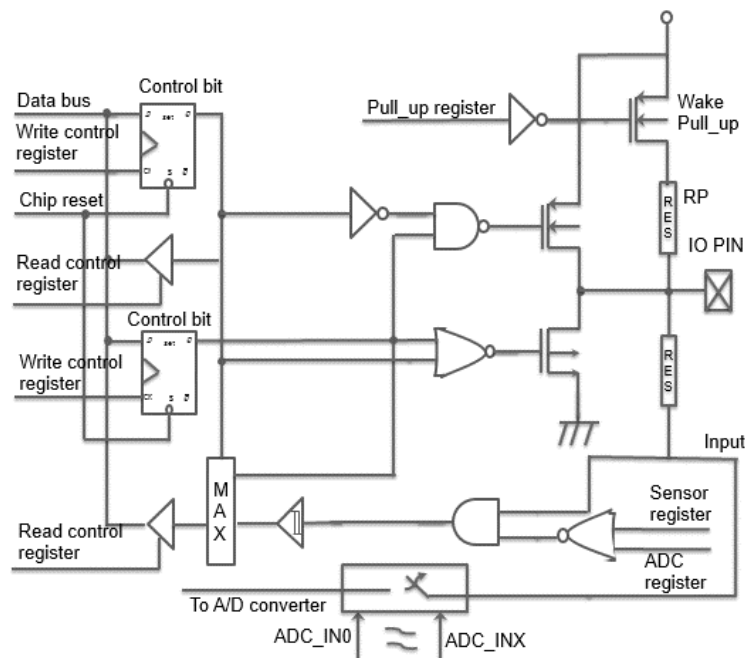 Control bit
Data bus
Write control
register
Chip reset
Read control
register
Control bit
Write control
register
Read control
register
Pull_up register
Wake
Pull_up
RP
RES
IO PIN
RES
Input
MAX
Sensor
register
ADC
register
To A/D converter
ADC_IN0
ADC_INX